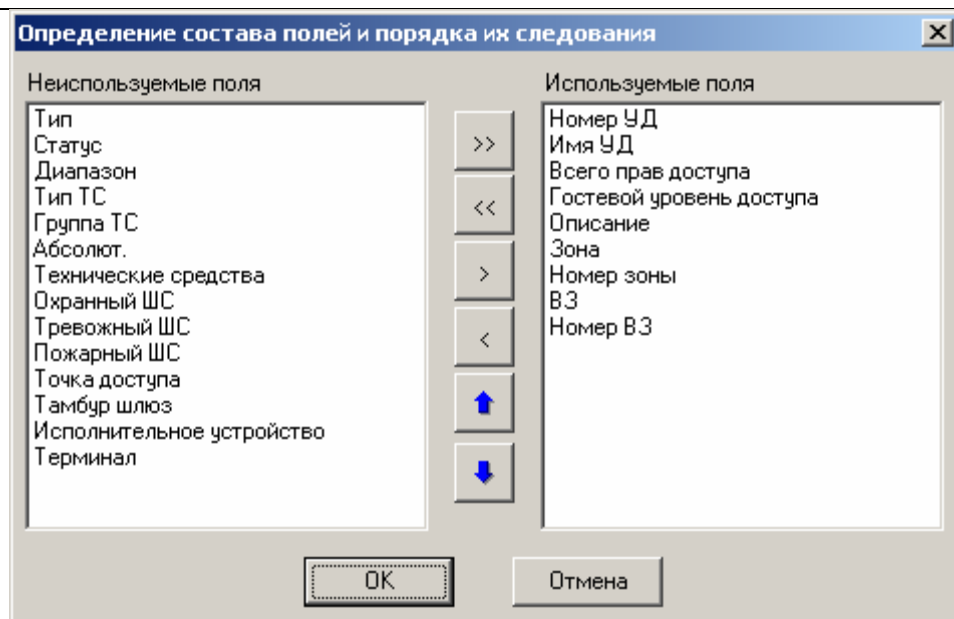 Определение состава полей и порядка их следования
Неиспользуемые поля
Тип
Статус
Диапазон
Тип ТС
Группа ТС
Абсолют.
Технические средства
Охранный ШС
Тревожный ШС
Пожарный ШС
Точка доступа
Тамбур шлюз
Исполнительное устройство
Терминал
>>
<<
>
<
Используемые поля
Номер УД
Имя УД
Всего прав доступа
Гостевой уровень доступа
Описание
Зона
Номер зоны
ВЗ
Номер ВЗ
OK
Отмена